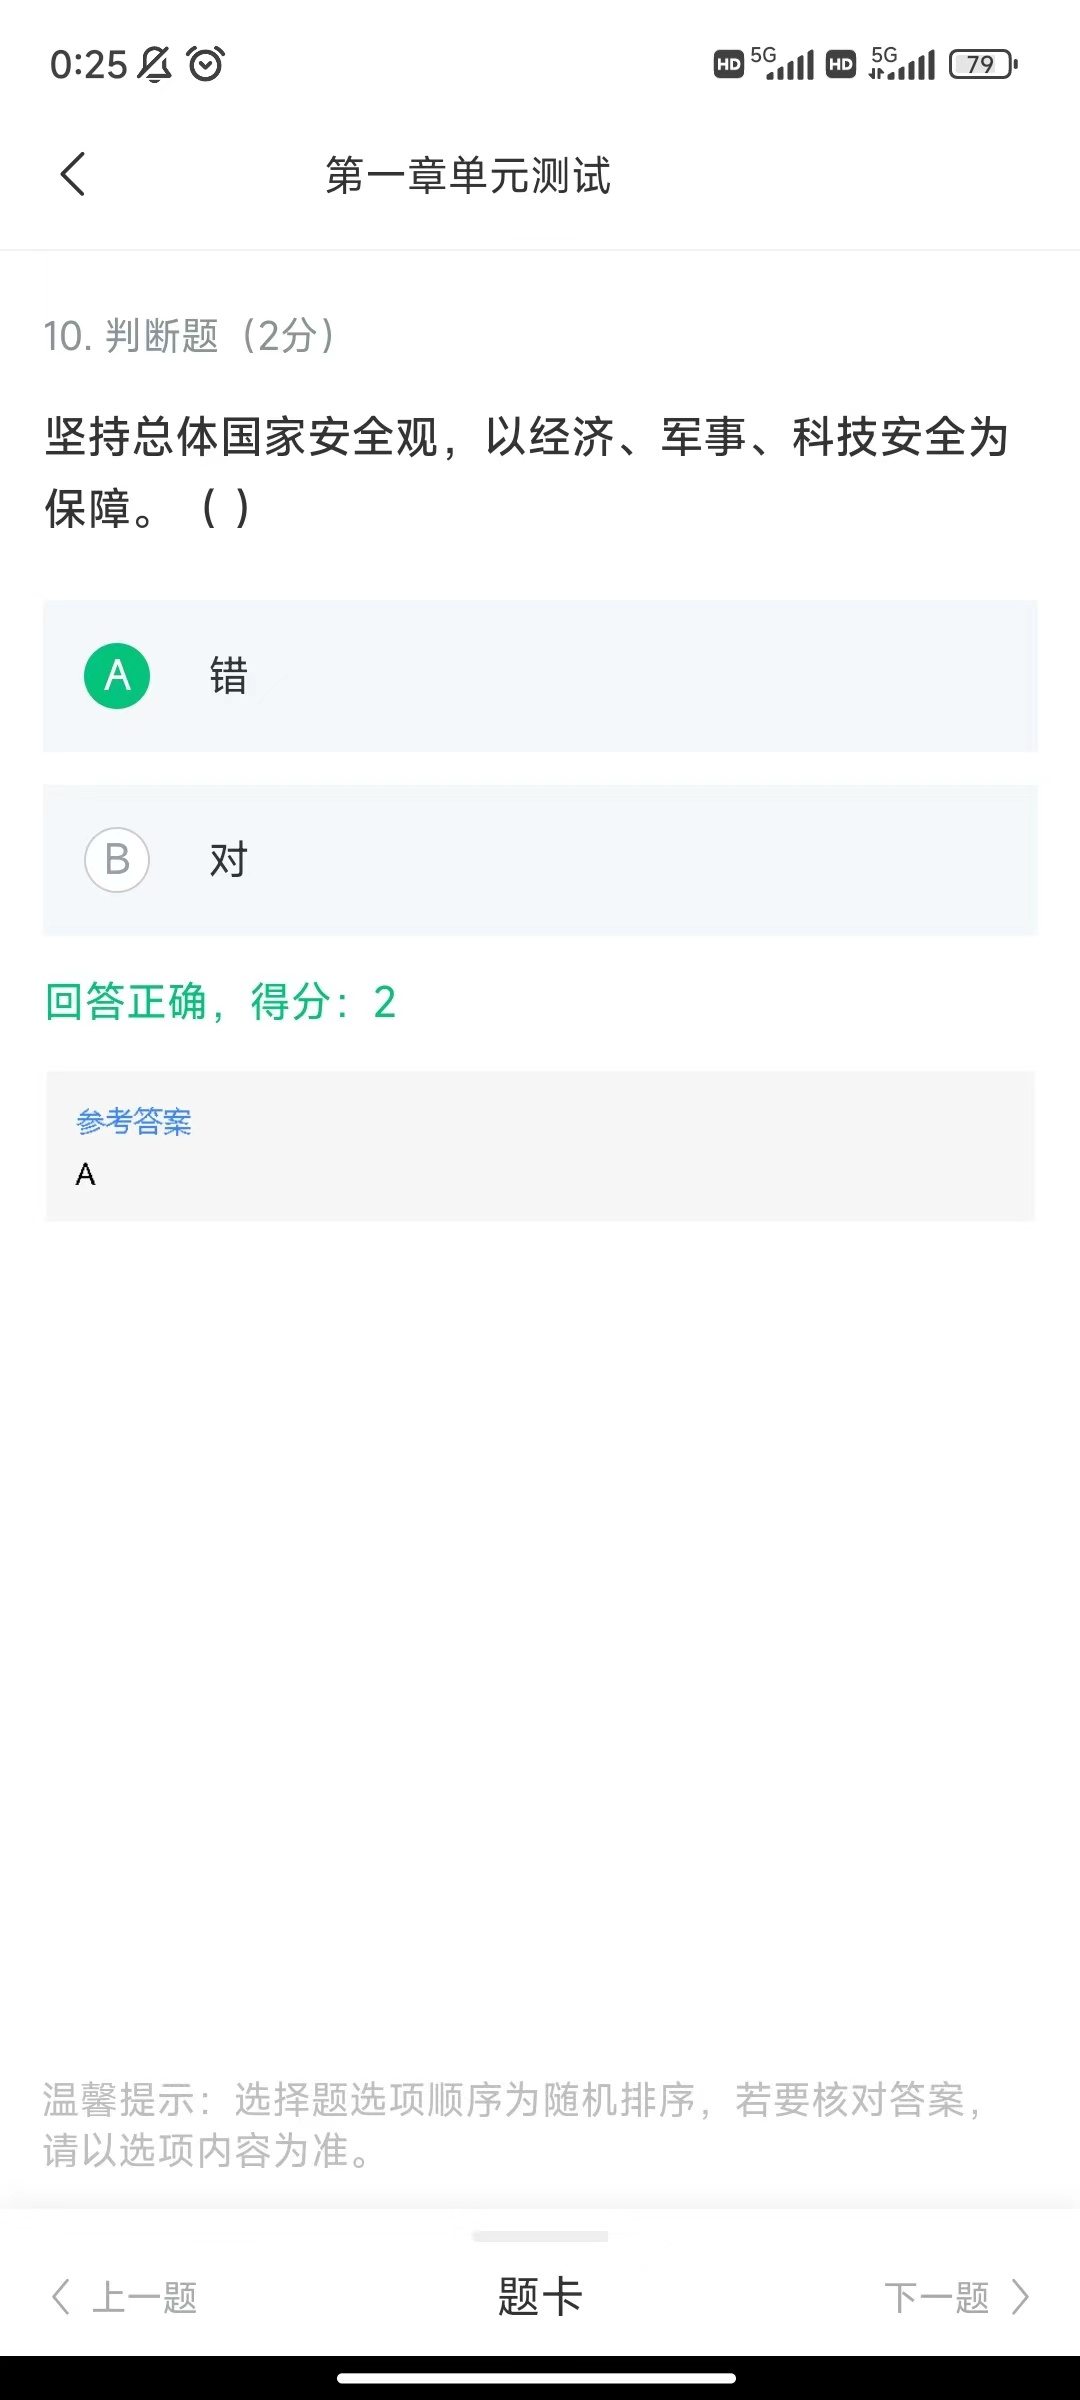 0:25 HD 5G HD 5G 79
第一章单元测试
10. 判断题（2分）
坚持总体国家安全观，以经济、军事、科技安全为
保障。（ ）
A 错
B 对
回答正确，得分：2
参考答案
A
温馨提示：选择题选项顺序为随机排序，若要核对答案，
请以选项内容为准。
上一题 题卡 下一题